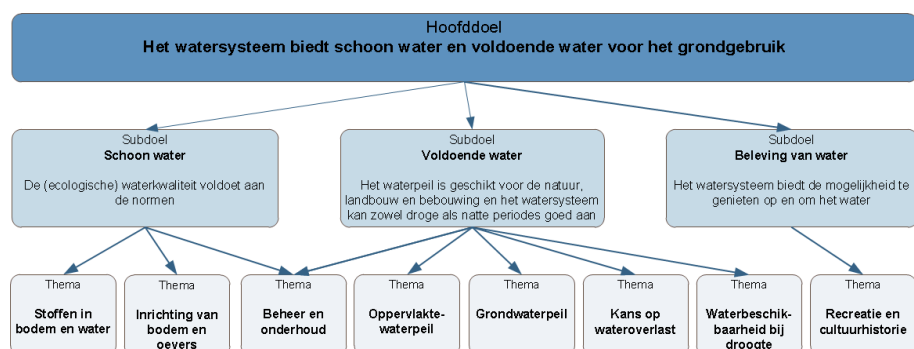 Hoofddoel
Het watersysteem biedt schoon water en voldoende water voor het grondgebruik
Subdoel
Schoon water
De (ecologische) waterkwaliteit voldoet aan
de normen
Subdoel
Voldoende water
Het waterpeil is geschikt voor de natuur,
landbouw en bebouwing en het watersysteem
kan zowel droge als natte periodes goed aan
Subdoel
Beleving van water
Het watersysteem biedt de mogelijkheid te
genieten op en om het water
Thema
Stoffen in
bodem en water
Thema
Inrichting van
bodem en
oevers
Thema
Beheer en
onderhoud
Thema
Oppervlakte-
waterpeil
Thema
Grondwaterpeil
Thema
Kans op
wateroverlast
Thema
Waterbeschik-
baarheid bij
droogte
Thema
Recreatie en
cultuurhistorie